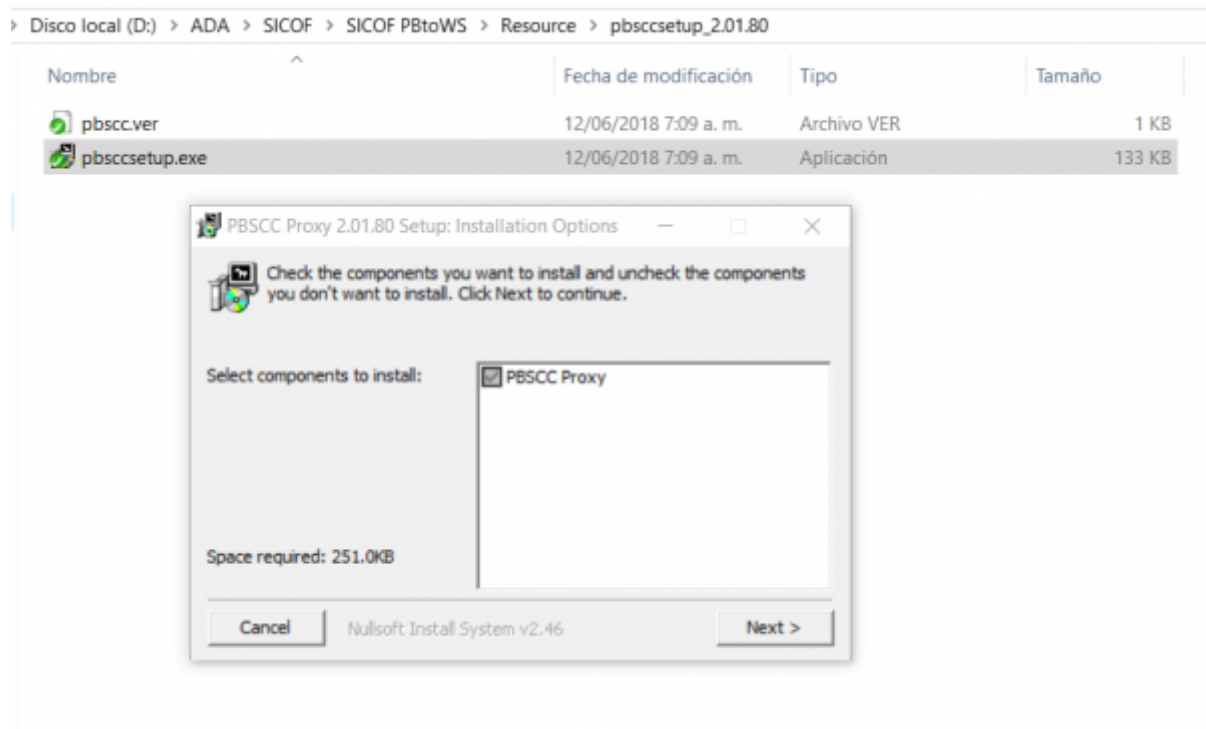 Disco local (D:) > ADA > SICOF > SICOF PBtoWS > Resource > pbsccsetup_2.01.80
Nombre Fecha de modificación Tipo Tamaño
pbscc.ver 12/06/2018 7:09 a. m. Archivo VER 1 KB
pbsccsetup.exe 12/06/2018 7:09 a. m. Aplicación 133 KB
PBSCC Proxy 2.01.80 Setup: Installation Options
Check the components you want to install and uncheck the components
you don't want to install. Click Next to continue.
Select components to install: PBSCC Proxy
Space required: 251.0KB
Cancel Nullsoft Install System v2.46 Next >